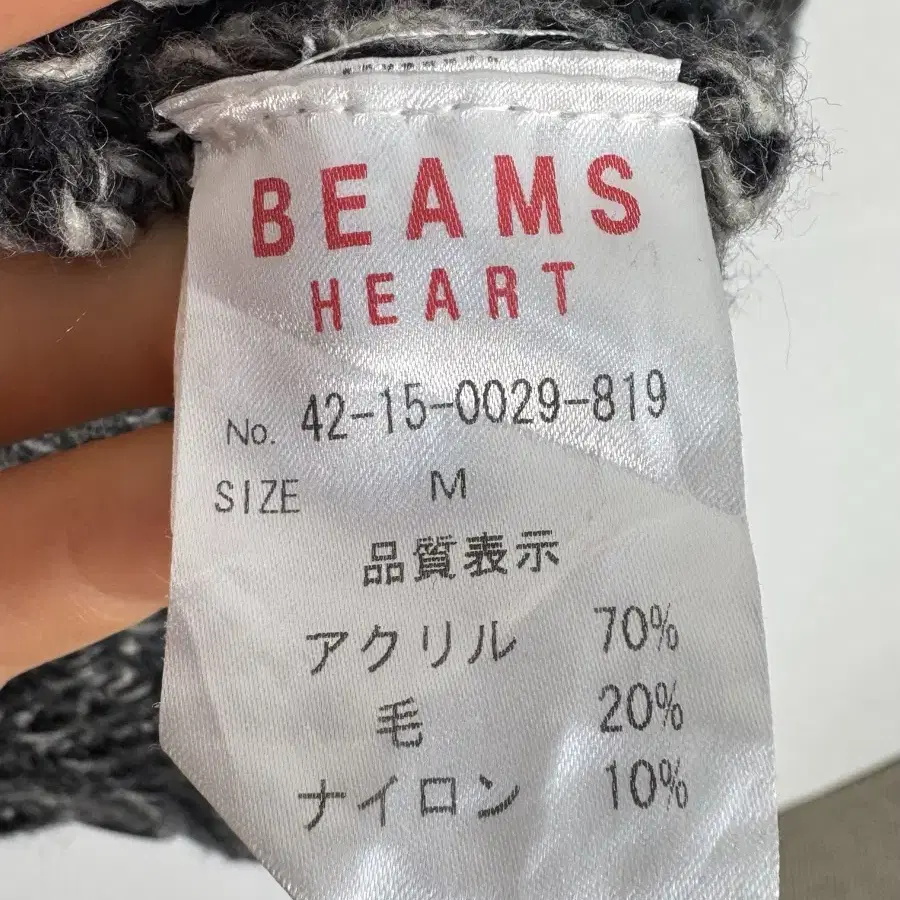 BEAMS
HEART
No. 42-15-0029-819
SIZE M
品質表示
アクリル 70%
毛 20%
ナイロン 10%